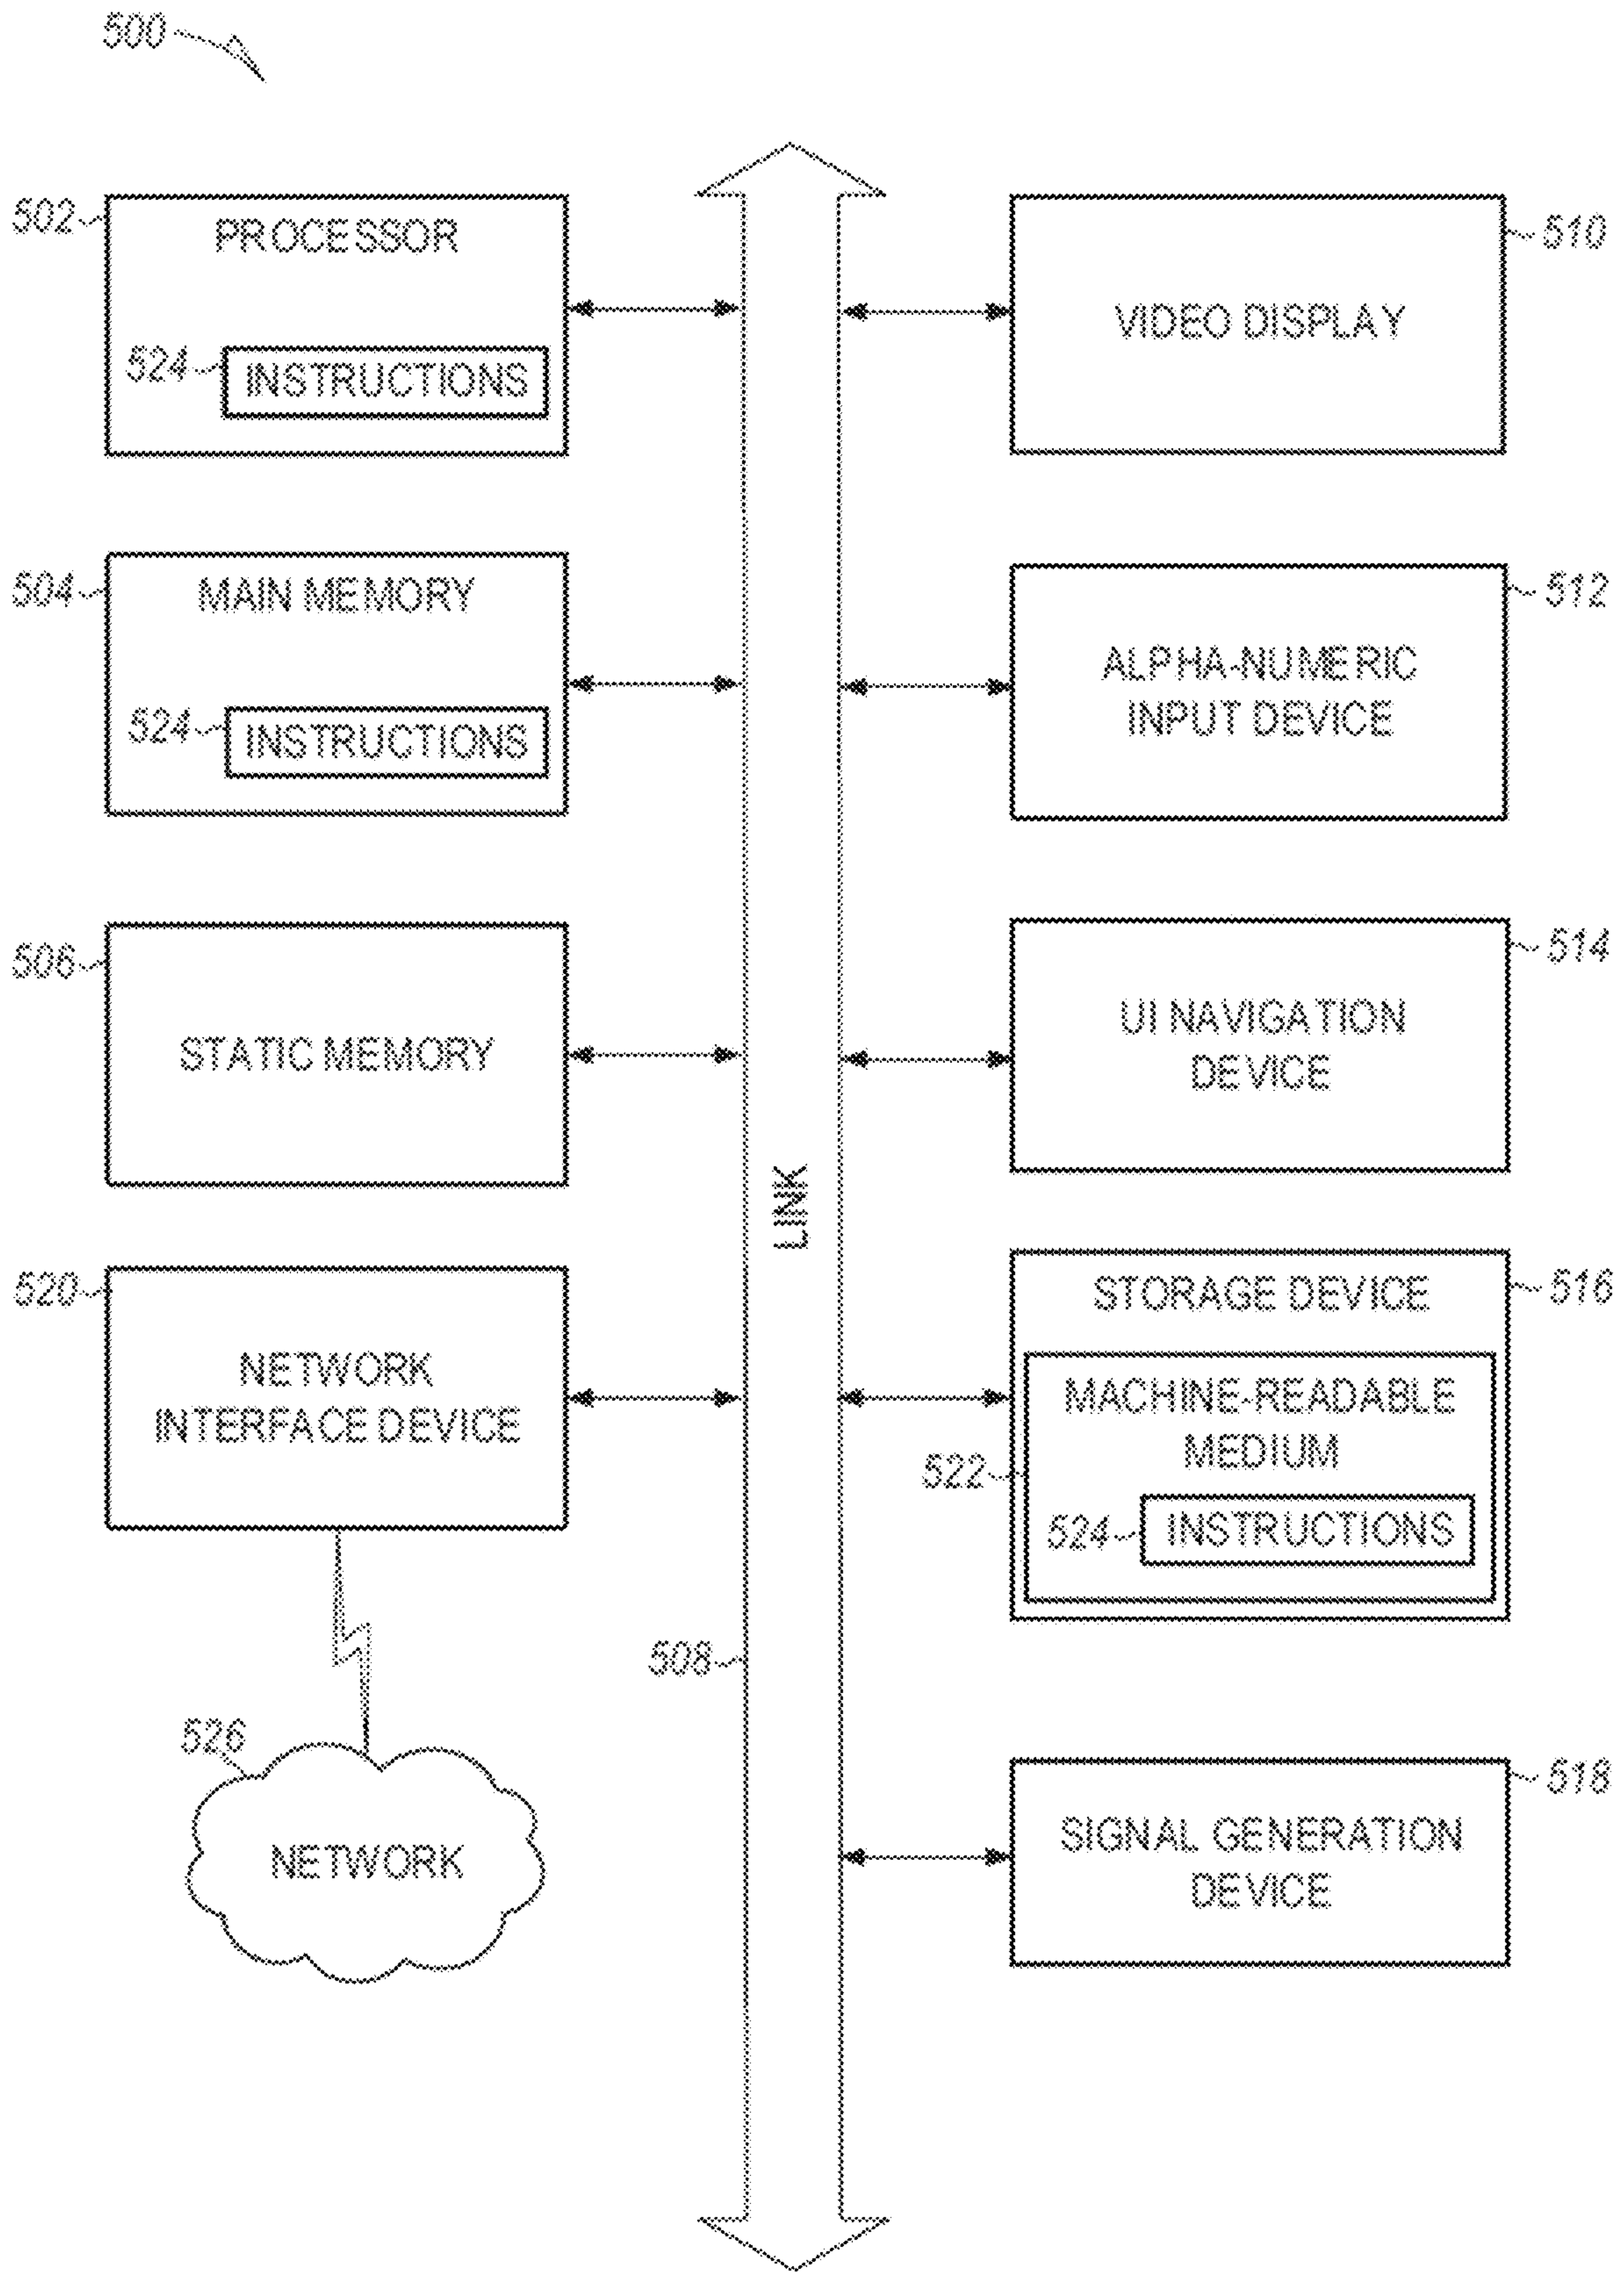 500
502
PROCESSOR
524
INSTRUCTIONS
504
MAIN MEMORY
524
INSTRUCTIONS
506
STATIC MEMORY
520
NETWORK
INTERFACE DEVICE
526
NETWORK
LINK
508
510
VIDEO DISPLAY
512
ALPHA-NUMERIC
INPUT DEVICE
514
UI NAVIGATION
DEVICE
516
STORAGE DEVICE
522
MACHINE-READABLE
MEDIUM
524
INSTRUCTIONS
518
SIGNAL GENERATION
DEVICE